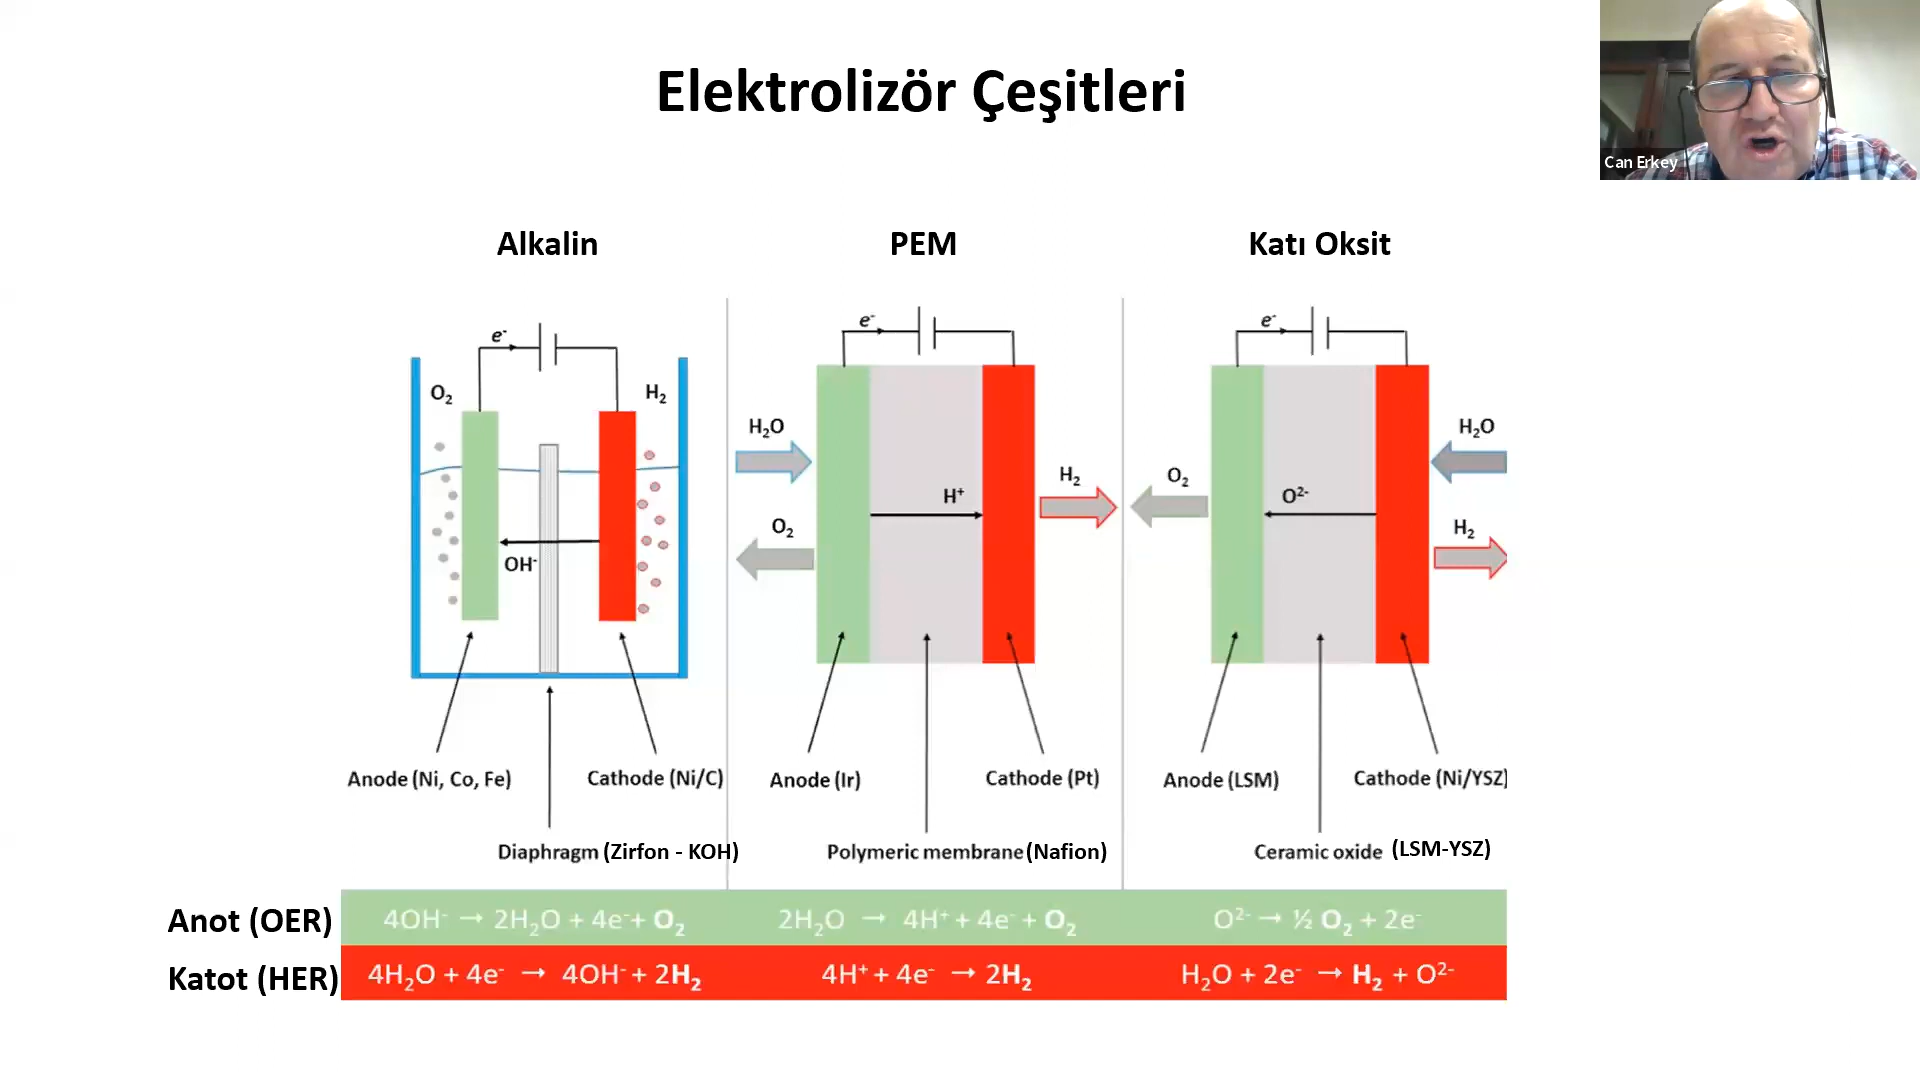 Elektrolizör Çeşitleri
Can Erkey
Alkalin
PEM
Katı Oksit
e-
O2
H2
OH-
Anode (Ni, Co, Fe)
Cathode (Ni/C)
Diaphragm (Zirfon - KOH)
e-
H2O
H+
H2
O2
Anode (Ir)
Cathode (Pt)
Polymeric membrane (Nafion)
e-
H2O
O2
O2-
H2
Anode (LSM)
Cathode (Ni/YSZ)
Ceramic oxide (LSM-YSZ)
Anot (OER)
4OH- → 2H2O + 4e- + O2
2H2O → 4H+ + 4e- + O2
O2- → ½ O2 + 2e-
Katot (HER)
4H2O + 4e- → 4OH- + 2H2
4H+ + 4e- → 2H2
H2O + 2e- → H2 + O2-